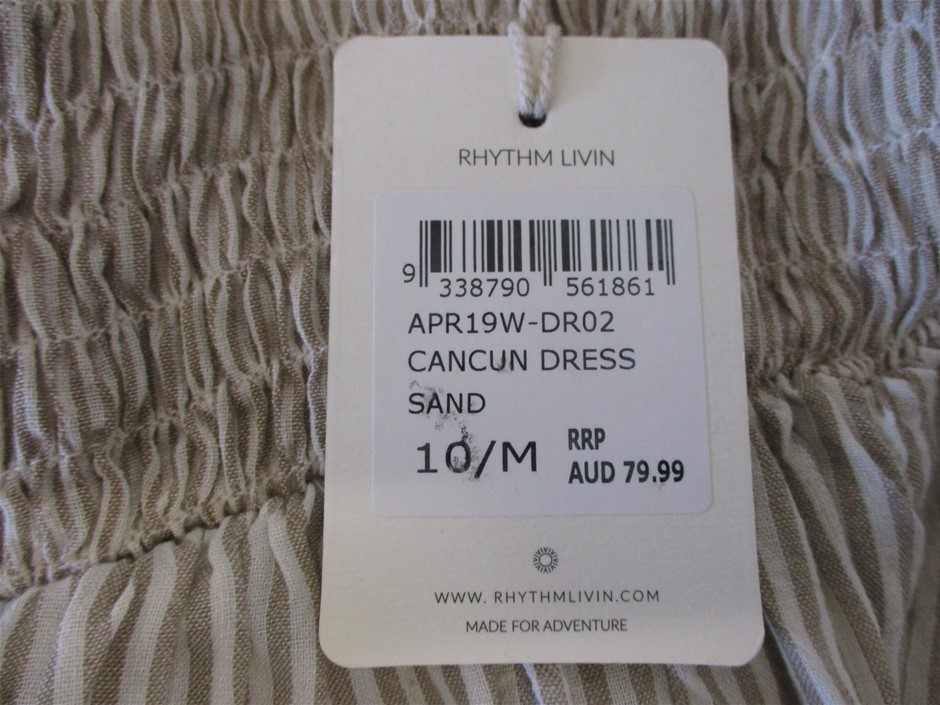 RHYTHM LIVIN
9 338790 561861
APR19W-DR02
CANCUN DRESS
SAND
10/M
RRP
AUD 79.99
WWW. RHYTHMLIVIN.COM
MADE FOR ADVENTURE